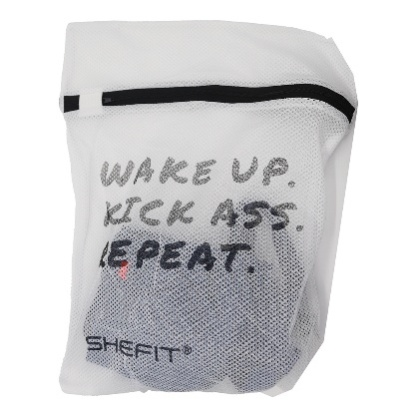 WAKE UP.
KICK ASS.
REPEAT.
SHEFIT®